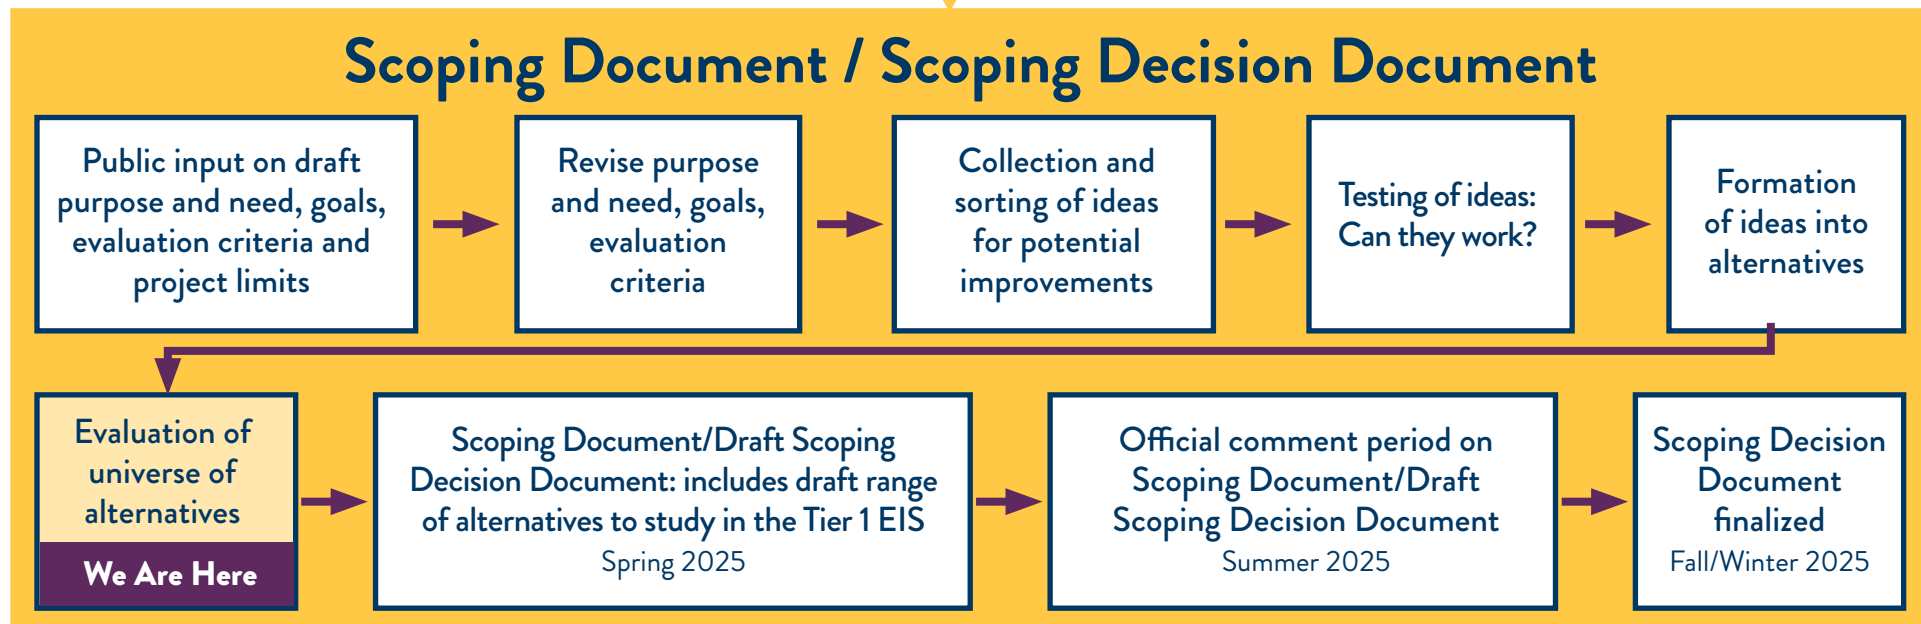 Scoping Document / Scoping Decision Document
Public input on draft
purpose and need, goals,
evaluation criteria and
project limits
Revise purpose
and need, goals,
evaluation
criteria
Collection and
sorting of ideas
for potential
improvements
Testing of ideas:
Can they work?
Formation
of ideas into
alternatives
Evaluation of
universe of
alternatives
We Are Here
Scoping Document/Draft Scoping
Decision Document: includes draft range
of alternatives to study in the Tier 1 EIS
Spring 2025
Official comment period on
Scoping Document/Draft
Scoping Decision Document
Summer 2025
Scoping Decision
Document
finalized
Fall/Winter 2025